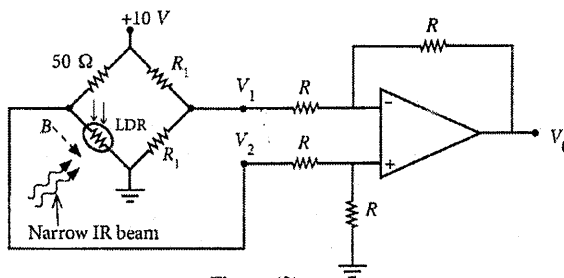 +10 V
50 Ω
R₁
R
V₁
R
−
B
LDR
V₂
R
+
V₀
R₁
R
Narrow IR beam